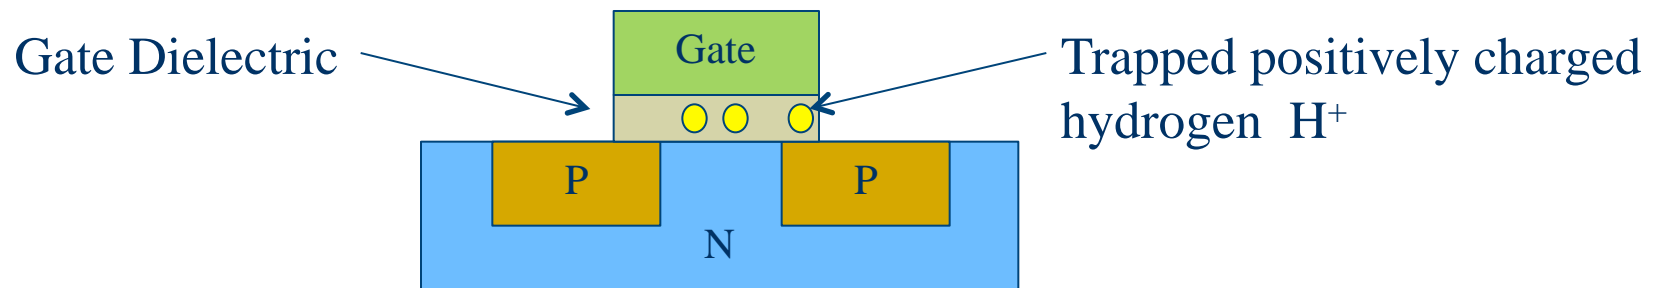 Gate Dielectric
Gate
Trapped positively charged
hydrogen H⁺
P
P
N